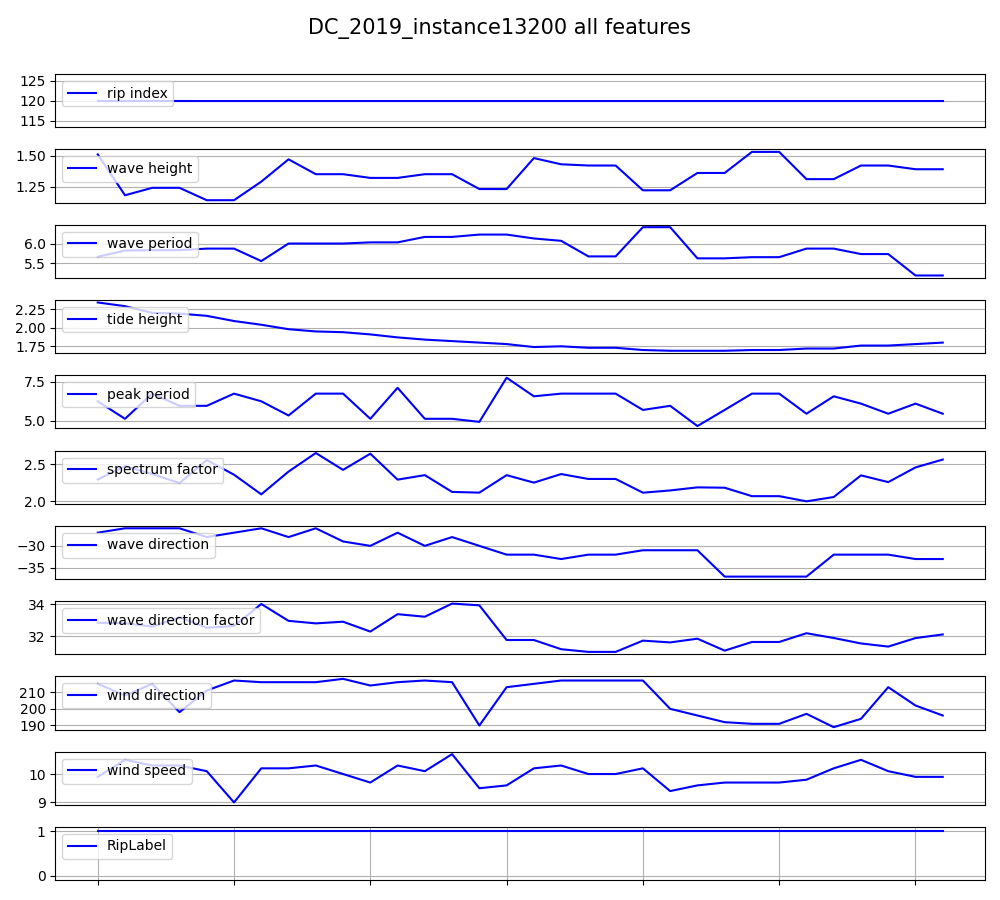 DC_2019_instance13200 all features
125
120
115
rip index
1.50
1.25
wave height
6.0
5.5
wave period
2.25
2.00
1.75
tide height
7.5
5.0
peak period
2.5
2.0
spectrum factor
−30
−35
wave direction
34
32
wave direction factor
210
200
190
wind direction
10
9
wind speed
1
0
RipLabel